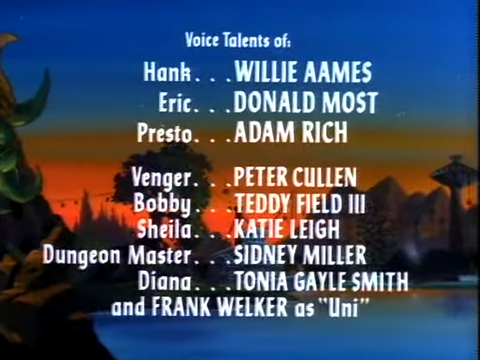 Voice Talents of:
Hank. . .WILLIE AAMES
Eric. . .DONALD MOST
Presto. . .ADAM RICH
Venger. . .PETER CULLEN
Bobby. . .TEDDY FIELD III
Sheila. . .KATIE LEIGH
Dungeon Master. . .SIDNEY MILLER
Diana. . .TONIA GAYLE SMITH
and FRANK WELKER as "Uni"